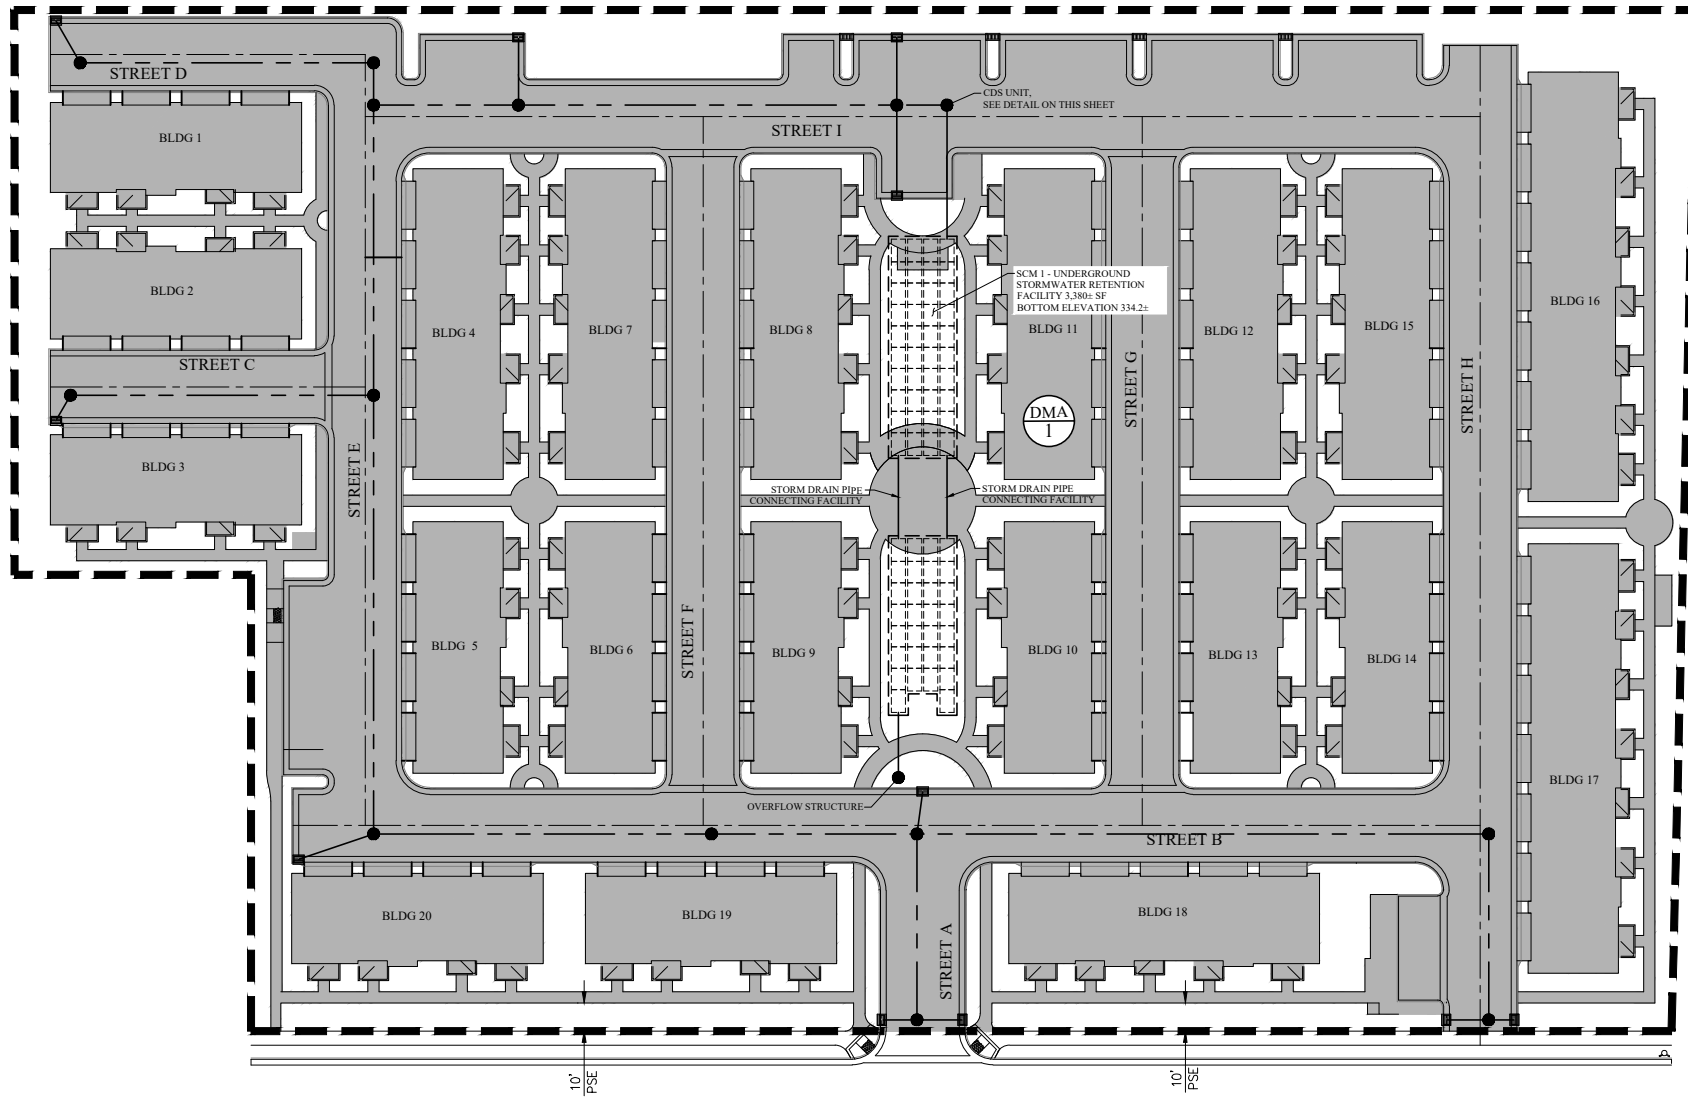 STREET D
CDS UNIT,
SEE DETAIL ON THIS SHEET
STREET I
BLDG 1
SCM 1 - UNDERGROUND
STORMWATER RETENTION
FACILITY 3,380± SF
BOTTOM ELEVATION 334.2±
BLDG 2
BLDG 16
BLDG 4
BLDG 7
BLDG 8
BLDG 11
BLDG 12
BLDG 15
STREET C
STREET G
STREET H
DMA
1
BLDG 3
STREET E
STORM DRAIN PIPE
CONNECTING FACILITY
STORM DRAIN PIPE
CONNECTING FACILITY
STREET F
BLDG 5
BLDG 6
BLDG 9
BLDG 10
BLDG 13
BLDG 14
BLDG 17
OVERFLOW STRUCTURE
STREET B
BLDG 20
BLDG 19
BLDG 18
STREET A
10'
PSE
10'
PSE